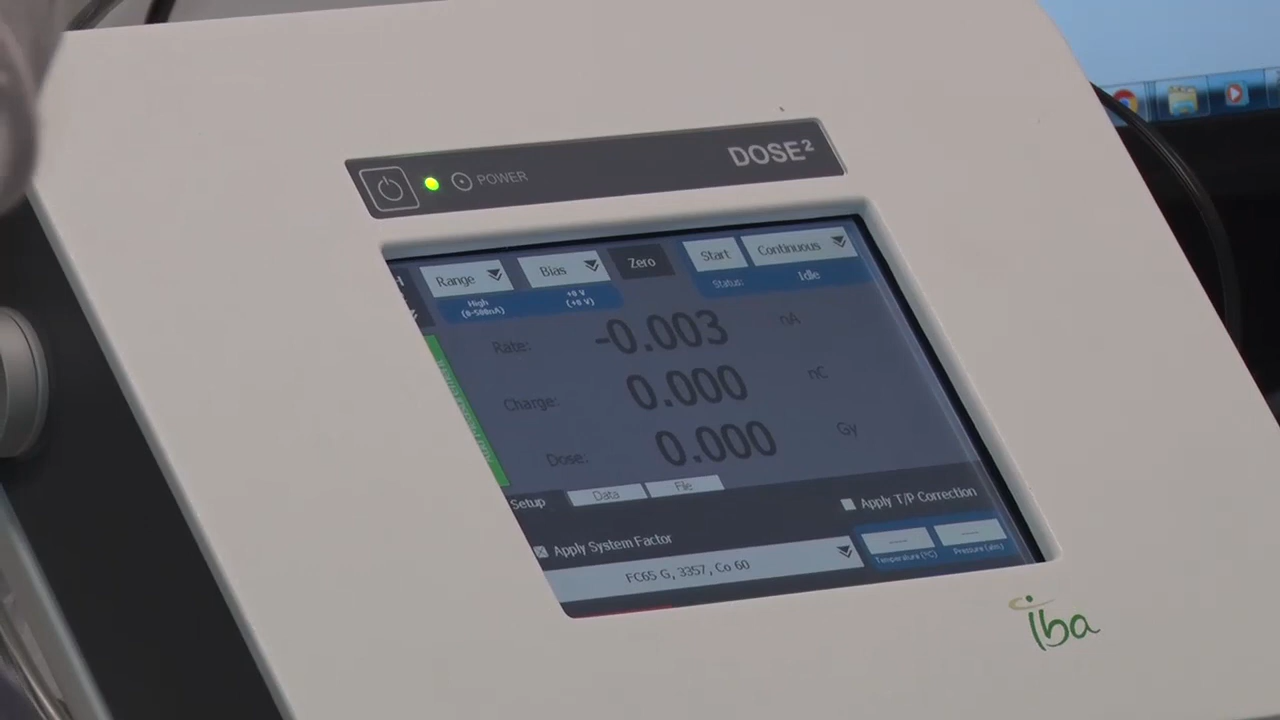 DOSE²
POWER
Range
Bias
Zero
Start
Continuous
High
(0-500nA)
+0 V
(+0 V)
Status:
Idle
Rate:
-0.003
nA
Charge:
0.000
nC
Dose:
0.000
Gy
Setup
Data
File
Apply T/P Correction
Apply System Factor
FC65 G, 3357, Co 60
----
----
Temperature (°C)
Pressure (atm)
iba